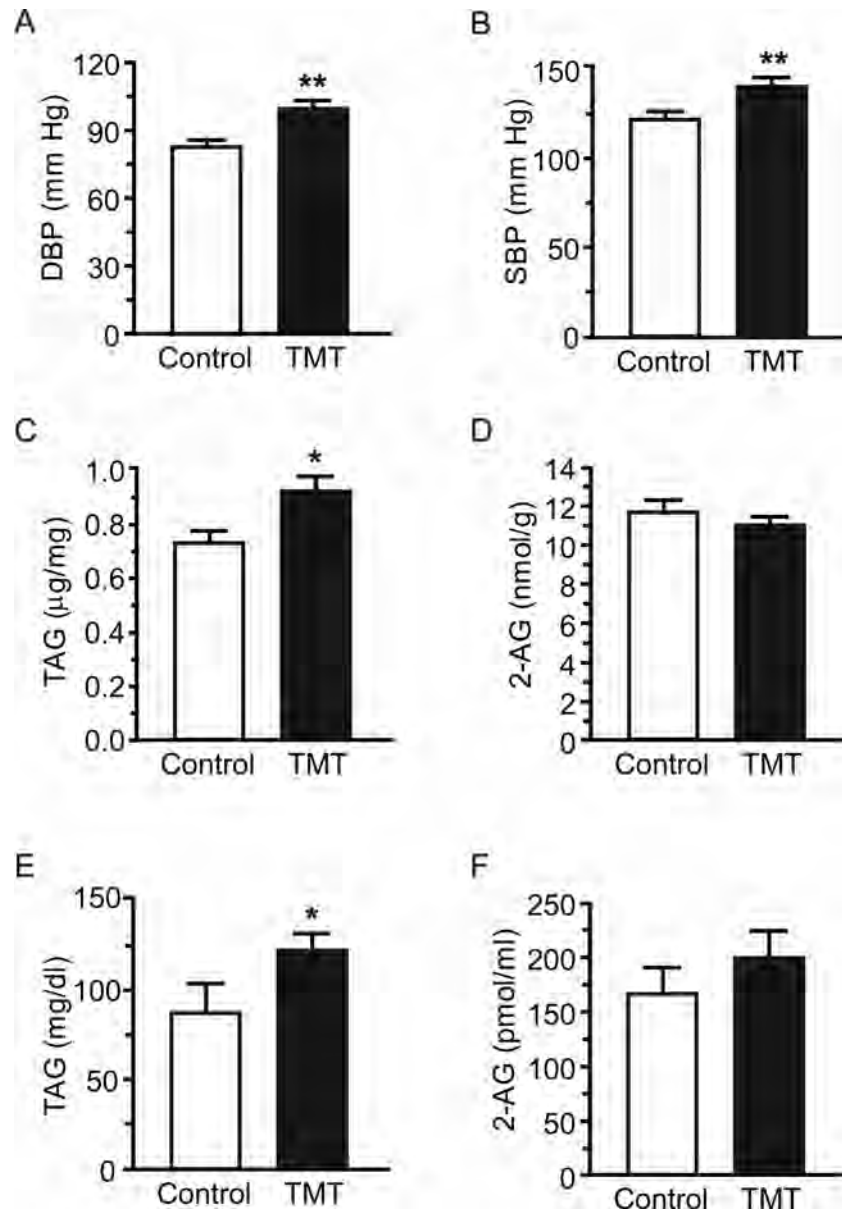 A
DBP (mm Hg)
120
90
60
30
0
**
Control TMT
B
SBP (mm Hg)
150
100
50
0
**
Control TMT
C
TAG (µg/mg)
1.0
0.8
0.6
0.4
0.2
0.0
*
Control TMT
D
2-AG (nmol/g)
14
12
10
8
6
4
2
0
Control TMT
E
TAG (mg/dl)
150
100
50
0
*
Control TMT
F
2-AG (pmol/ml)
250
200
150
100
50
0
Control TMT